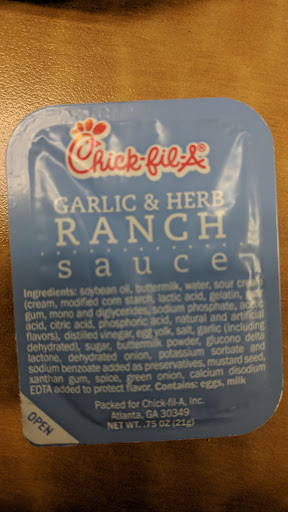 Chick-fil-A®
GARLIC & HERB
RANCH
sauce
Ingredients: soybean oil, buttermilk, water, sour cream
(cream, modified corn starch, lactic acid, gelatin, agar
gum, mono and diglycerides, sodium phosphate, acetic
acid, citric acid, phosphoric acid, natural and artificial
flavors), distilled vinegar, egg yolk, salt, garlic (including
dehydrated), sugar, buttermilk powder, glucono delta
lactone, dehydrated onion, potassium sorbate and
sodium benzoate added as preservatives, mustard seed,
xanthan gum, spice, green onion, calcium disodium
EDTA added to protect flavor. Contains: eggs, milk
Packed for Chick-fil-A, Inc.
Atlanta, GA 30349
NET WT. .75 OZ (21g)
OPEN